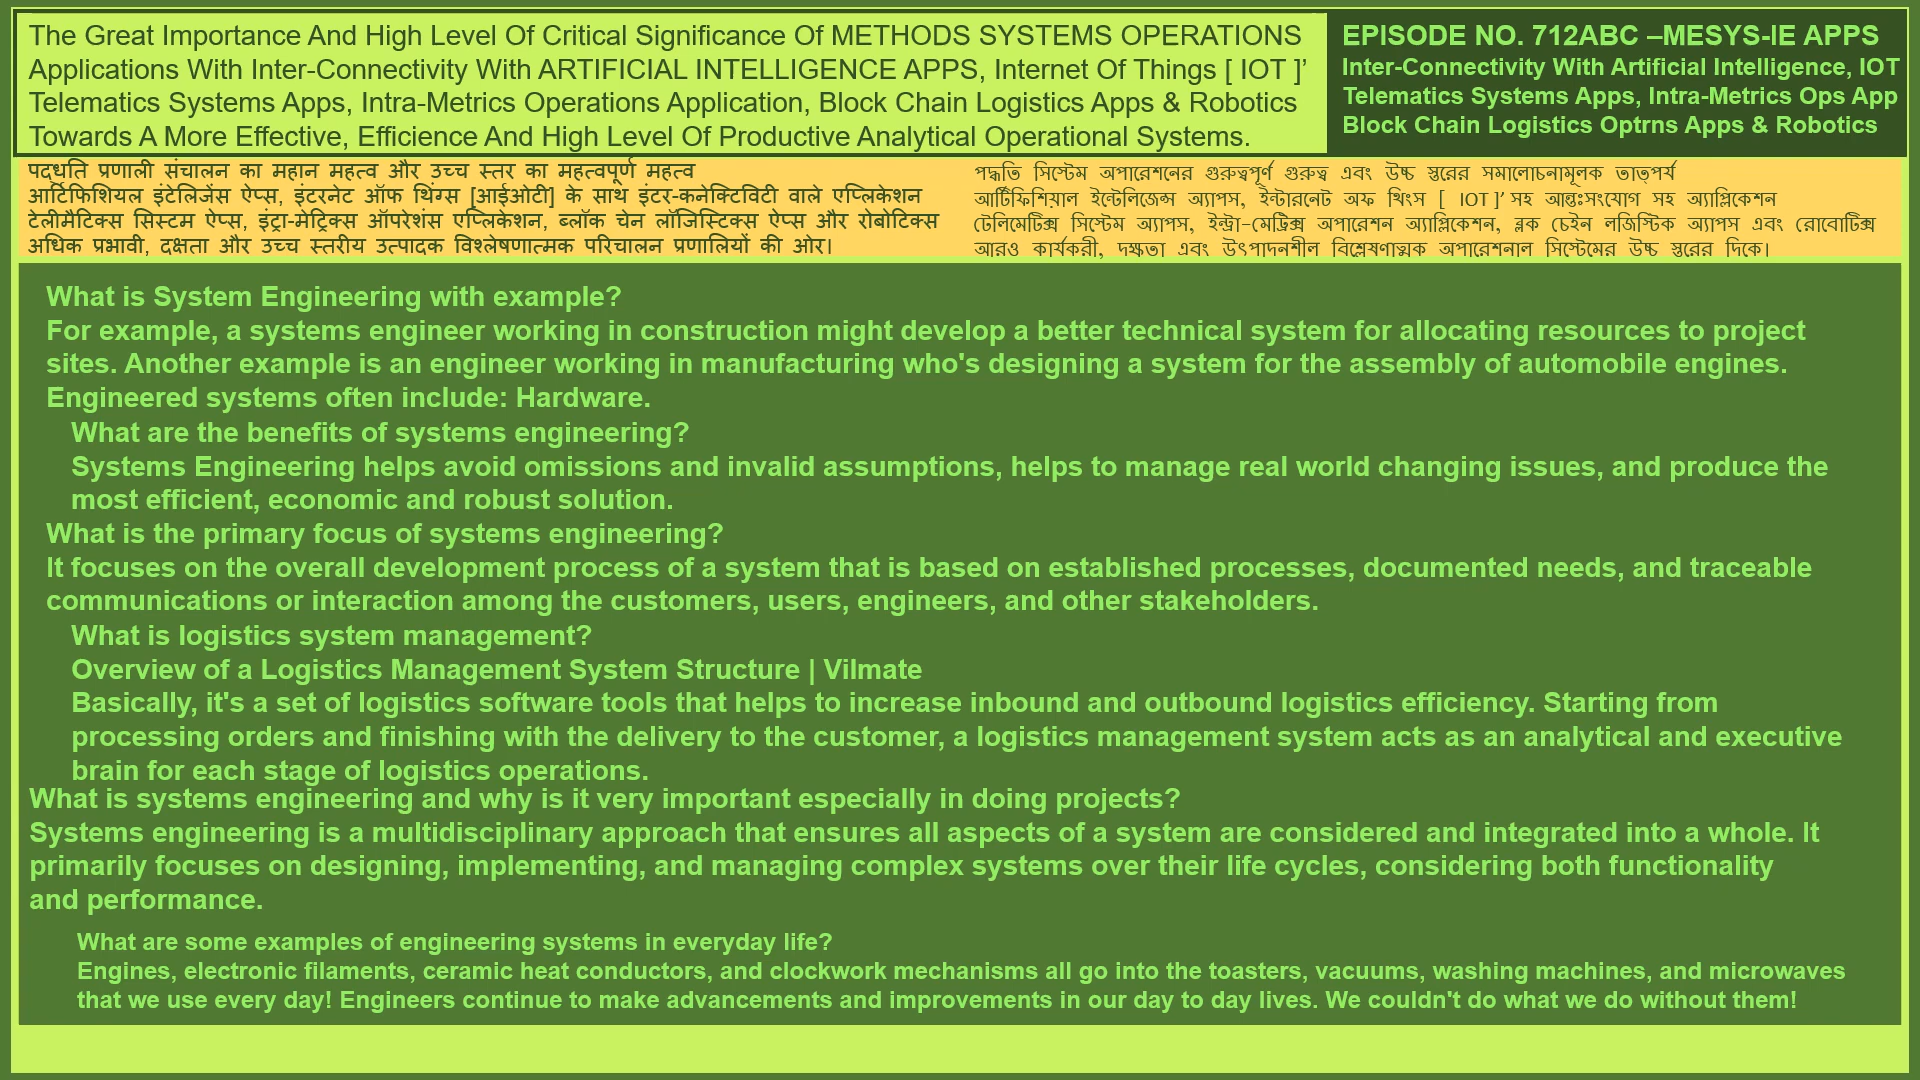 The Great Importance And High Level Of Critical Significance Of METHODS SYSTEMS OPERATIONS
Applications With Inter-Connectivity With ARTIFICIAL INTELLIGENCE APPS, Internet Of Things [ IOT ]’
Telematics Systems Apps, Intra-Metrics Operations Application, Block Chain Logistics Apps & Robotics
Towards A More Effective, Efficience And High Level Of Productive Analytical Operational Systems.
EPISODE NO. 712ABC –MESYS-IE APPS
Inter-Connectivity With Artificial Intelligence, IOT
Telematics Systems Apps, Intra-Metrics Ops App
Block Chain Logistics Optrns Apps & Robotics
पद्धति प्रणाली संचालन का महान महत्व और उच्च स्तर का महत्वपूर्ण महत्व
आर्टिफिशियल इंटेलिजेंस ऐप्स, इंटरनेट ऑफ थिंग्स [आईओटी] के साथ इंटर-कनेक्टिविटी वाले एप्लिकेशन
टेलीमैटिक्स सिस्टम ऐप्स, इंट्रा-मेट्रिक्स ऑपरेशंस एप्लिकेशन, ब्लॉक चेन लॉजिस्टिक्स ऐप्स और रोबोटिक्स
अधिक प्रभावी, दक्षता और उच्च स्तरीय उत्पादक विश्लेषणात्मक परिचालन प्रणालियों की ओर।
পদ্ধতি সিস্টেম অপারেশনের গুরুত্বপূর্ণ গুরুত্ব এবং উচ্চ স্তরের সমালোচনামূলক তাত্পর্য
আর্টিফিশিয়াল ইন্টেলিজেন্স অ্যাপস, ইন্টারনেট অফ থিংস [ IOT ]’ সহ আন্তঃসংযোগ সহ অ্যাপ্লিকেশন
টেলিমেটিক্স সিস্টেম অ্যাপস, ইন্ট্রা-মেট্রিক্স অপারেশন অ্যাপ্লিকেশন, ব্লক চেইন লজিস্টিক অ্যাপস এবং রোবোটিক্স
আরও কার্যকরী, দক্ষতা এবং উৎপাদনশীল বিশ্লেষণাত্মক অপারেশনাল সিস্টেমের উচ্চ স্তরের দিকে।
What is System Engineering with example?
For example, a systems engineer working in construction might develop a better technical system for allocating resources to project
sites. Another example is an engineer working in manufacturing who's designing a system for the assembly of automobile engines.
Engineered systems often include: Hardware.
What are the benefits of systems engineering?
Systems Engineering helps avoid omissions and invalid assumptions, helps to manage real world changing issues, and produce the
most efficient, economic and robust solution.
What is the primary focus of systems engineering?
It focuses on the overall development process of a system that is based on established processes, documented needs, and traceable
communications or interaction among the customers, users, engineers, and other stakeholders.
What is logistics system management?
Overview of a Logistics Management System Structure | Vilmate
Basically, it's a set of logistics software tools that helps to increase inbound and outbound logistics efficiency. Starting from
processing orders and finishing with the delivery to the customer, a logistics management system acts as an analytical and executive
brain for each stage of logistics operations.
What is systems engineering and why is it very important especially in doing projects?
Systems engineering is a multidisciplinary approach that ensures all aspects of a system are considered and integrated into a whole. It
primarily focuses on designing, implementing, and managing complex systems over their life cycles, considering both functionality
and performance.
What are some examples of engineering systems in everyday life?
Engines, electronic filaments, ceramic heat conductors, and clockwork mechanisms all go into the toasters, vacuums, washing machines, and microwaves
that we use every day! Engineers continue to make advancements and improvements in our day to day lives. We couldn't do what we do without them!